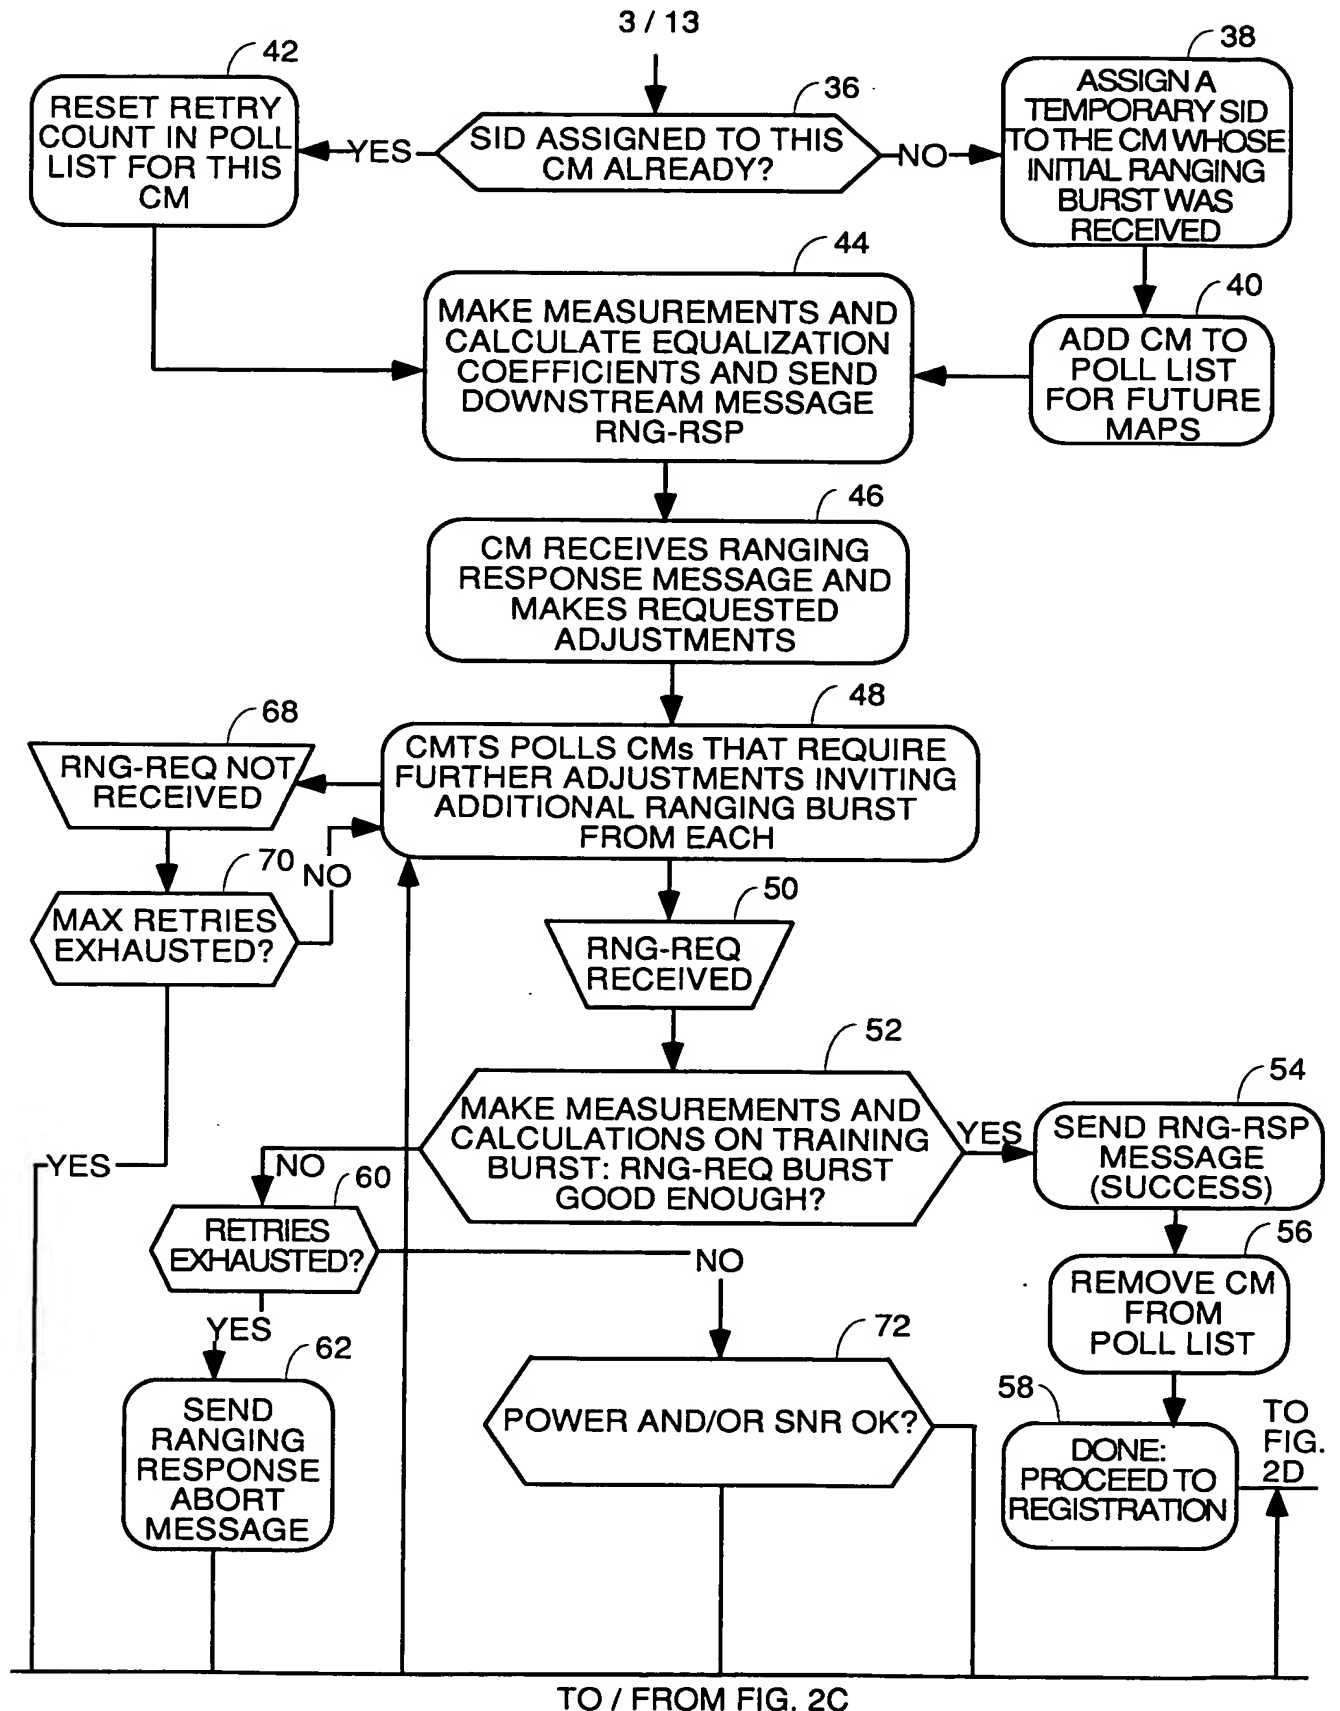 3 / 13
42
RESET RETRY
COUNT IN POLL
LIST FOR THIS
CM
YES
36
SID ASSIGNED TO THIS
CM ALREADY?
NO
38
ASSIGN A
TEMPORARY SID
TO THE CM WHOSE
INITIAL RANGING
BURST WAS
RECEIVED
44
MAKE MEASUREMENTS AND
CALCULATE EQUALIZATION
COEFFICIENTS AND SEND
DOWNSTREAM MESSAGE
RNG-RSP
40
ADD CM TO
POLL LIST
FOR FUTURE
MAPS
46
CM RECEIVES RANGING
RESPONSE MESSAGE AND
MAKES REQUESTED
ADJUSTMENTS
68
RNG-REQ NOT
RECEIVED
48
CMTS POLLS CMs THAT REQUIRE
FURTHER ADJUSTMENTS INVITING
ADDITIONAL RANGING BURST
FROM EACH
70
NO
MAX RETRIES
EXHAUSTED?
50
RNG-REQ
RECEIVED
52
MAKE MEASUREMENTS AND
CALCULATIONS ON TRAINING
BURST: RNG-REQ BURST
GOOD ENOUGH?
YES
54
SEND RNG-RSP
MESSAGE
(SUCCESS)
YES
NO
60
RETRIES
EXHAUSTED?
NO
56
REMOVE CM
FROM
POLL LIST
YES
62
SEND
RANGING
RESPONSE
ABORT
MESSAGE
72
POWER AND/OR SNR OK?
58
DONE:
PROCEED TO
REGISTRATION
TO
FIG.
2D
TO / FROM FIG. 2C